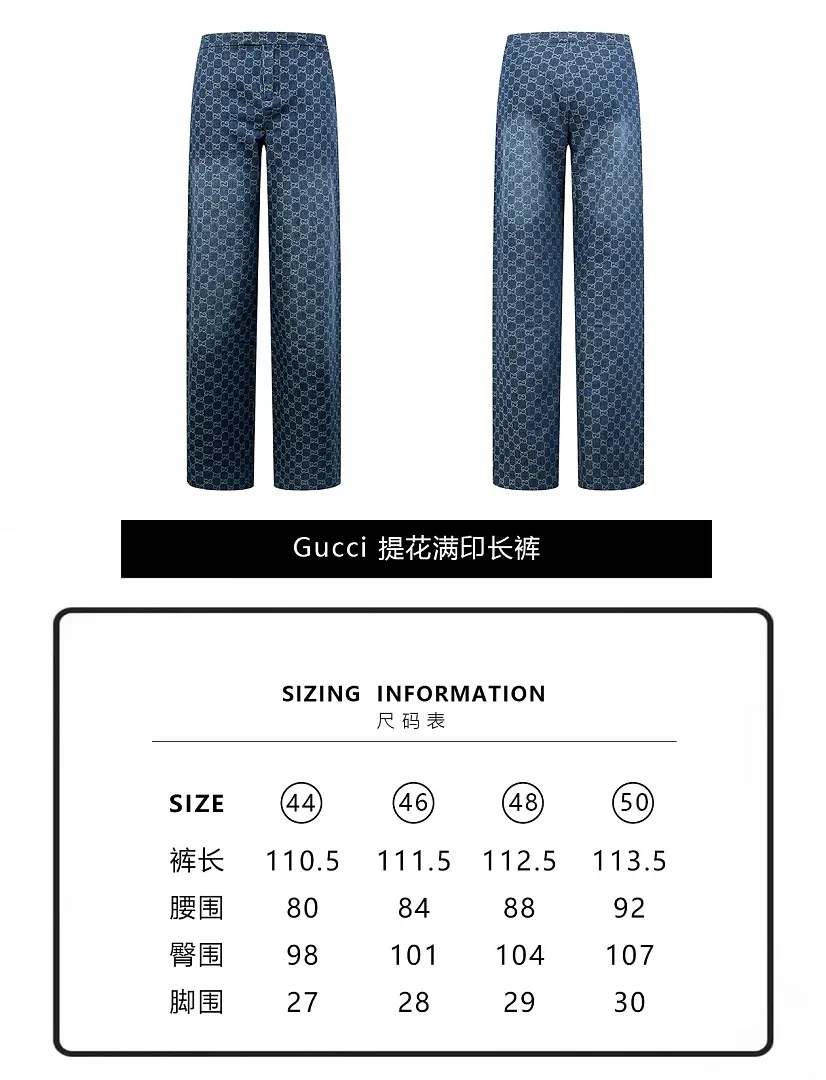 Gucci 提花满印长裤
SIZING INFORMATION
尺码表
SIZE 44 46 48 50
裤长 110.5 111.5 112.5 113.5
腰围 80 84 88 92
臀围 98 101 104 107
脚围 27 28 29 30